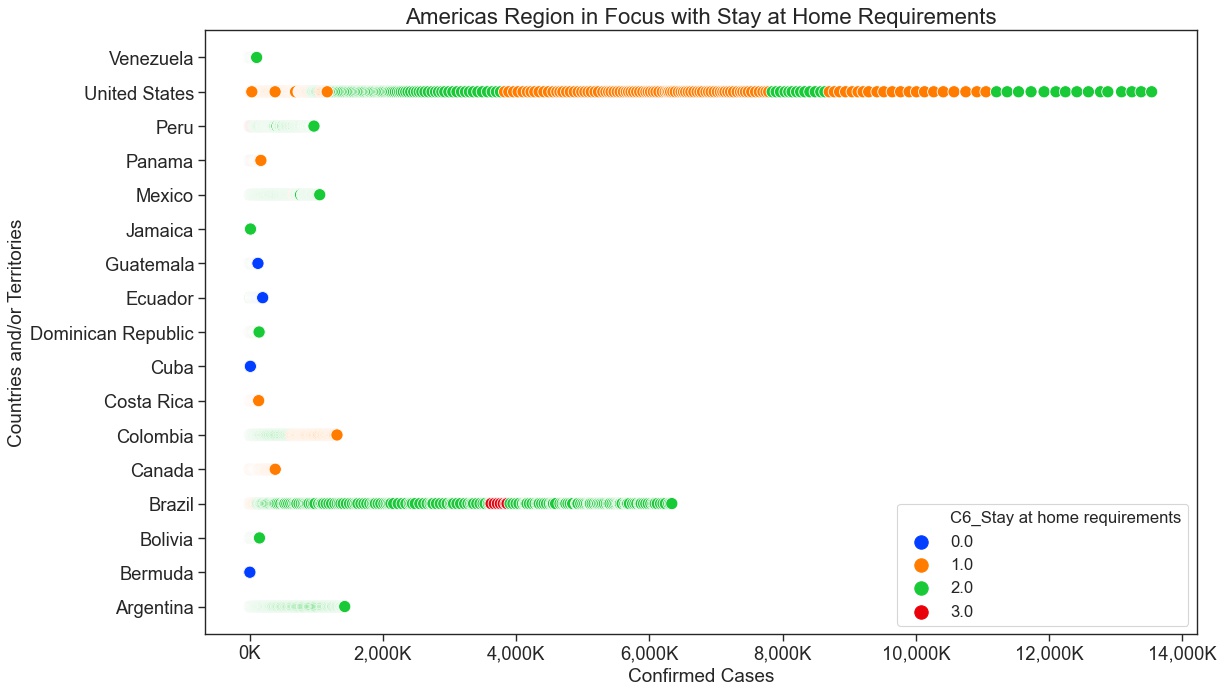 Americas Region in Focus with Stay at Home Requirements
Countries and/or Territories
Venezuela
United States
Peru
Panama
Mexico
Jamaica
Guatemala
Ecuador
Dominican Republic
Cuba
Costa Rica
Colombia
Canada
Brazil
Bolivia
Bermuda
Argentina
C6_Stay at home requirements
0.0
1.0
2.0
3.0
0K 2,000K 4,000K 6,000K 8,000K 10,000K 12,000K 14,000K
Confirmed Cases